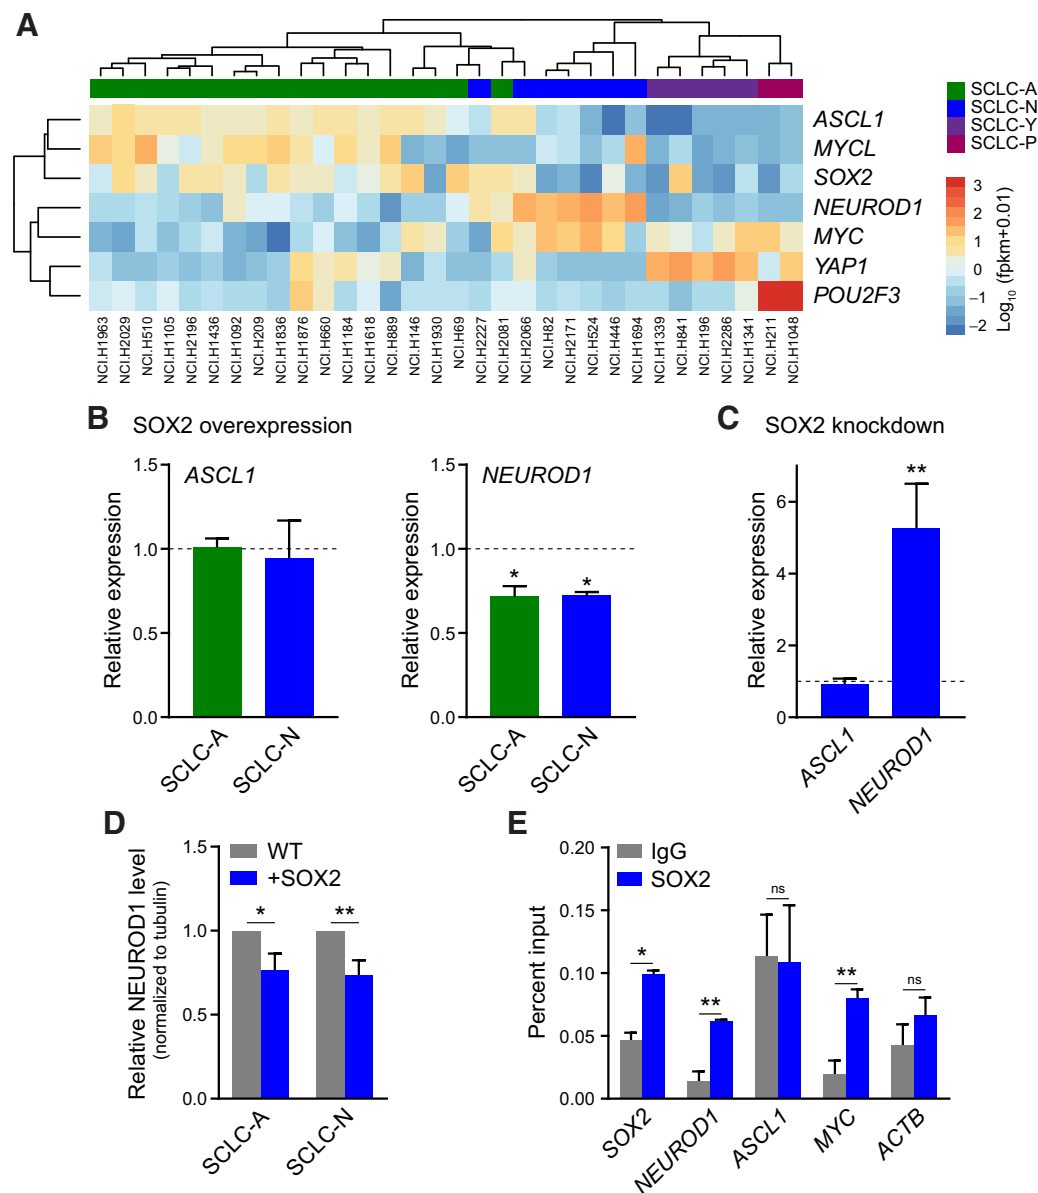 A
SCLC-A
SCLC-N
SCLC-Y
SCLC-P
ASCL1
MYCL
SOX2
NEUROD1
MYC
YAP1
POU2F3
3
2
1
0
−1
−2
Log10 (fpkm+0.01)
NCI.H1963
NCI.H2029
NCI.H510
NCI.H1105
NCI.H2196
NCI.H1436
NCI.H1092
NCI.H209
NCI.H1836
NCI.H1876
NCI.H660
NCI.H1184
NCI.H1618
NCI.H889
NCI.H146
NCI.H1930
NCI.H69
NCI.H2227
NCI.H2081
NCI.H2066
NCI.H82
NCI.H2171
NCI.H524
NCI.H446
NCI.H1694
NCI.H1339
NCI.H841
NCI.H196
NCI.H2286
NCI.H1341
NCI.H211
NCI.H1048
B SOX2 overexpression
ASCL1
Relative expression
1.5
1.0
0.5
0.0
SCLC-A
SCLC-N
NEUROD1
Relative expression
1.5
1.0
0.5
0.0
*
*
SCLC-A
SCLC-N
C SOX2 knockdown
Relative expression
6
4
2
0
**
ASCL1
NEUROD1
D
Relative NEUROD1 level
(normalized to tubulin)
1.5
1.0
0.5
0.0
WT
+SOX2
*
**
SCLC-A
SCLC-N
E
Percent input
0.20
0.15
0.10
0.05
0.00
IgG
SOX2
*
**
ns
**
ns
SOX2
NEUROD1
ASCL1
MYC
ACTB